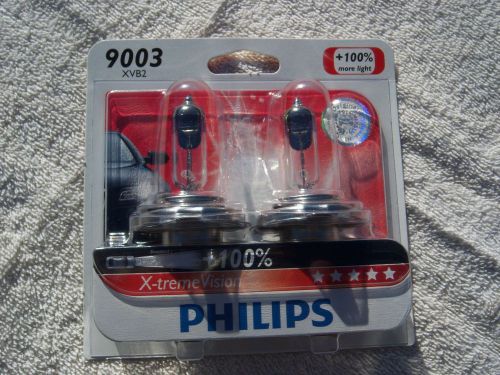 9003
XVB2
+100%
more light
+100%
X-tremeVision
PHILIPS